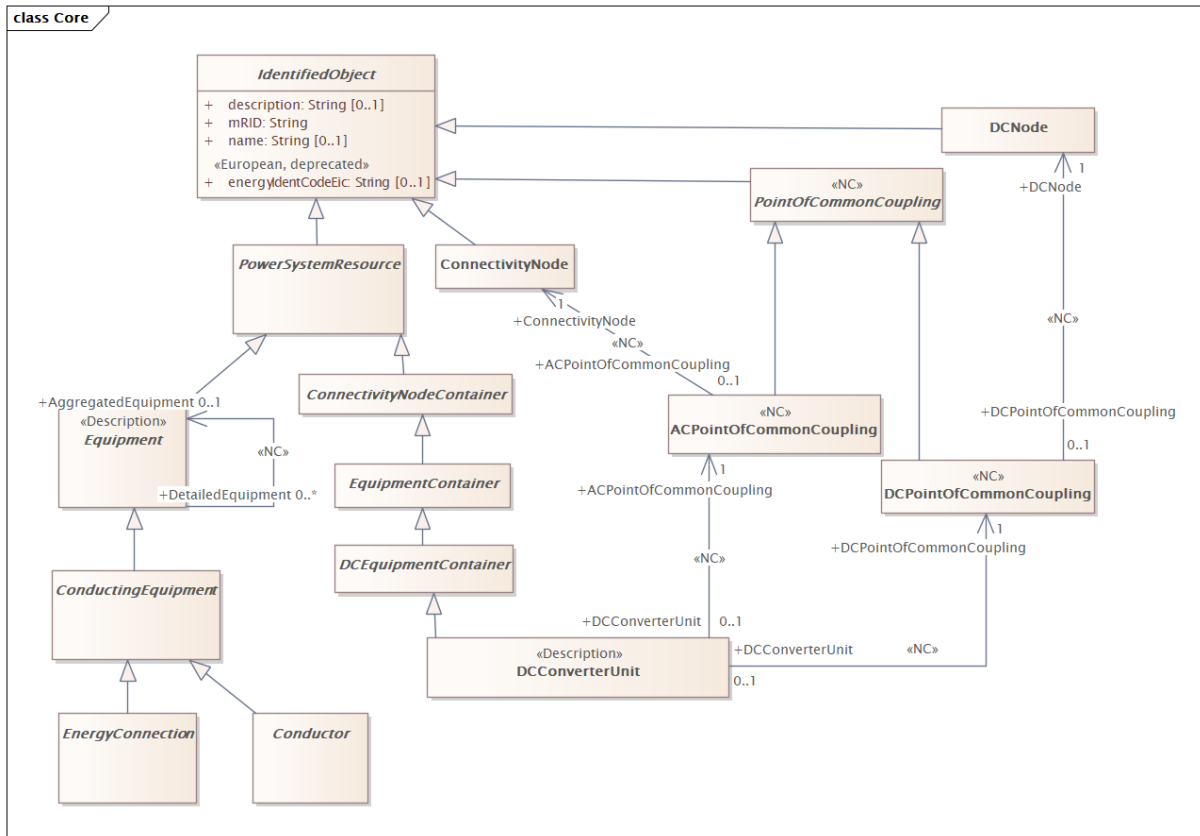 class Core
IdentifiedObject
+ description: String [0..1]
+ mRID: String
+ name: String [0..1]
«European, deprecated»
+ energyIdentCodeEic: String [0..1]
DCNode
«NC»
PointOfCommonCoupling
1
+DCNode
PowerSystemResource
ConnectivityNode
1
+ConnectivityNode
«NC»
«NC»
+ACPointOfCommonCoupling
0..1
ConnectivityNodeContainer
+AggregatedEquipment 0..1
«Description»
Equipment
«NC»
+DetailedEquipment 0..*
«NC»
ACPointOfCommonCoupling
+DCPointOfCommonCoupling
0..1
EquipmentContainer
1
+ACPointOfCommonCoupling
«NC»
DCPointOfCommonCoupling
1
+DCPointOfCommonCoupling
DCEquipmentContainer
«NC»
ConductingEquipment
+DCConverterUnit 0..1
«Description»
DCConverterUnit
+DCConverterUnit
«NC»
0..1
EnergyConnection
Conductor